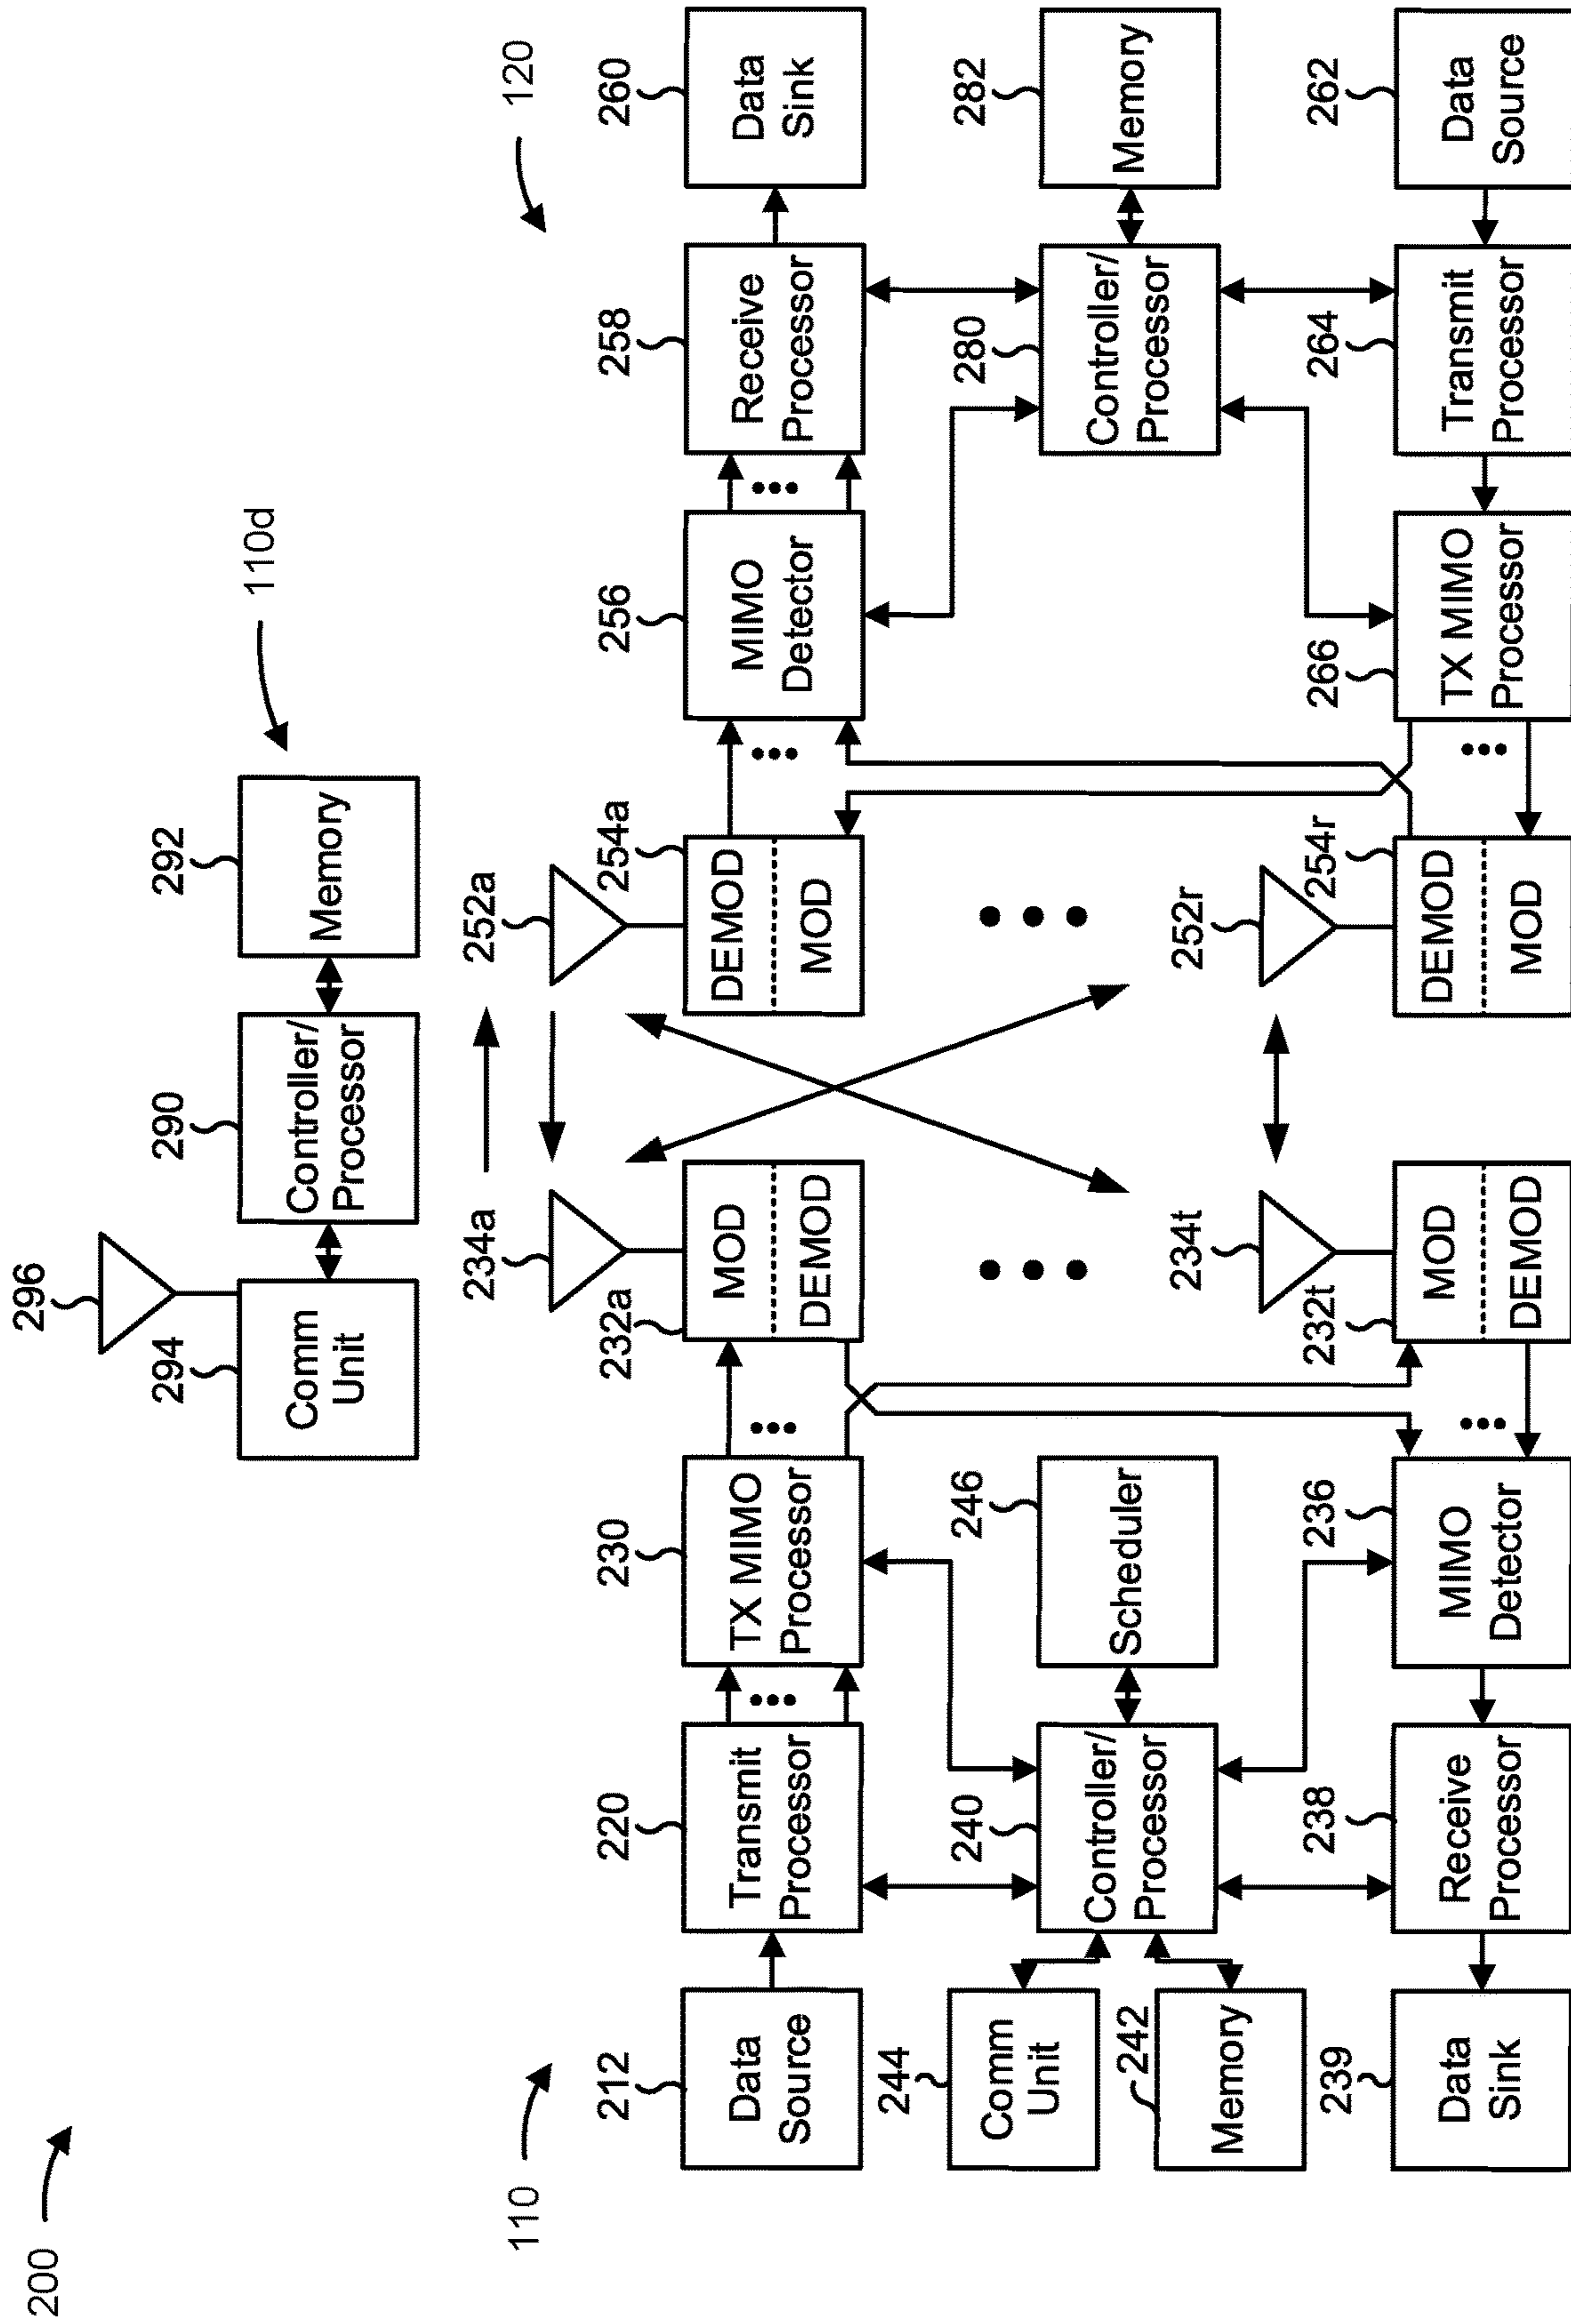 200
110d
296
294
290
292
Comm
Unit
Controller/
Processor
Memory
110
120
212
220
230
232a
234a
252a
254a
256
258
260
Data
Source
Transmit
Processor
TX MIMO
Processor
MOD
DEMOD
DEMOD
MOD
MIMO
Detector
Receive
Processor
Data
Sink
244
240
246
280
282
Comm
Unit
Controller/
Processor
Scheduler
Controller/
Processor
Memory
242
Memory
239
238
236
232t
234t
252r
254r
266
264
262
Data
Sink
Receive
Processor
MIMO
Detector
MOD
DEMOD
DEMOD
MOD
TX MIMO
Processor
Transmit
Processor
Data
Source